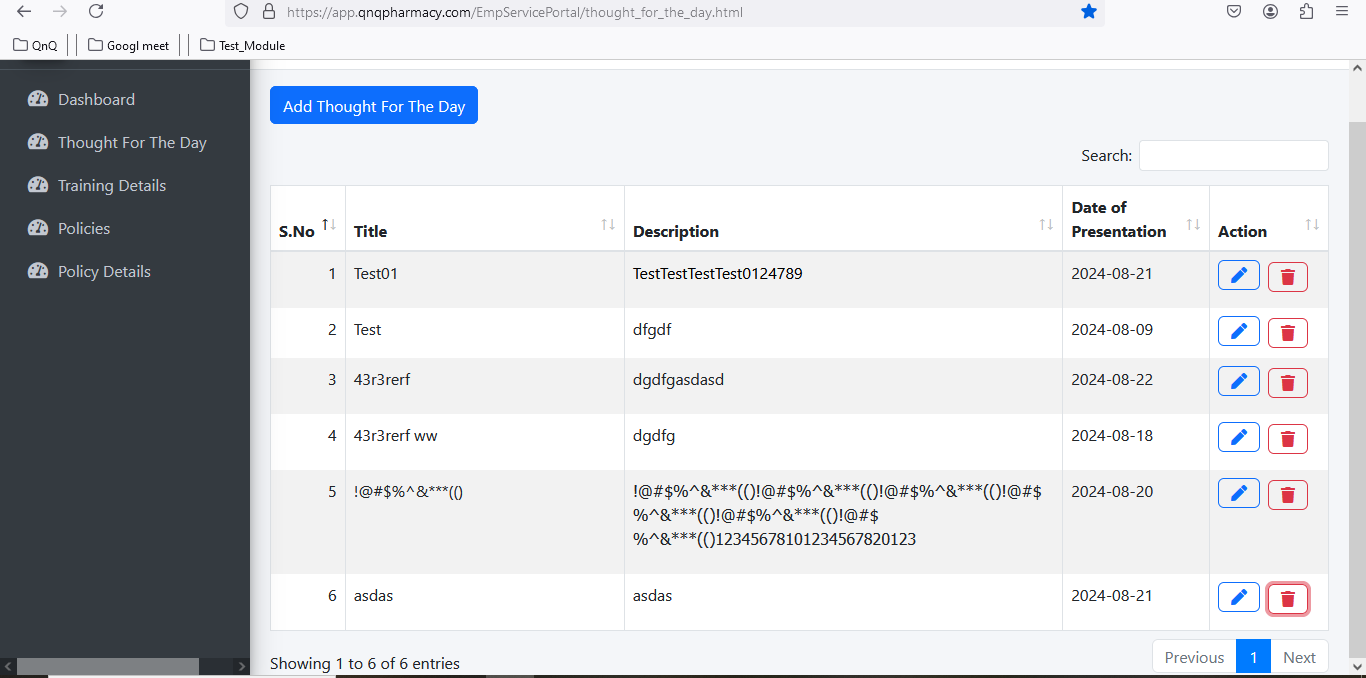 https://app.qnqpharmacy.com/EmpServicePortal/thought_for_the_day.html
QnQ
Googl meet
Test_Module
Dashboard
Thought For The Day
Training Details
Policies
Policy Details
Add Thought For The Day
Search:
S.No Title Description Date of Presentation Action
1 Test01 TestTestTestTest0124789 2024-08-21
2 Test dfgdf 2024-08-09
3 43r3rerf dgdfgasdasd 2024-08-22
4 43r3rerf ww dgdfg 2024-08-18
5 !@#$%^&***(() !@#$%^&***(()!@#$%^&***(()!@#$%^&***(()!@#$ 2024-08-20
%^&***(()!@#$%^&***(()!@#$
%^&***(()12345678101234567820123
6 asdas asdas 2024-08-21
Showing 1 to 6 of 6 entries
Previous 1 Next